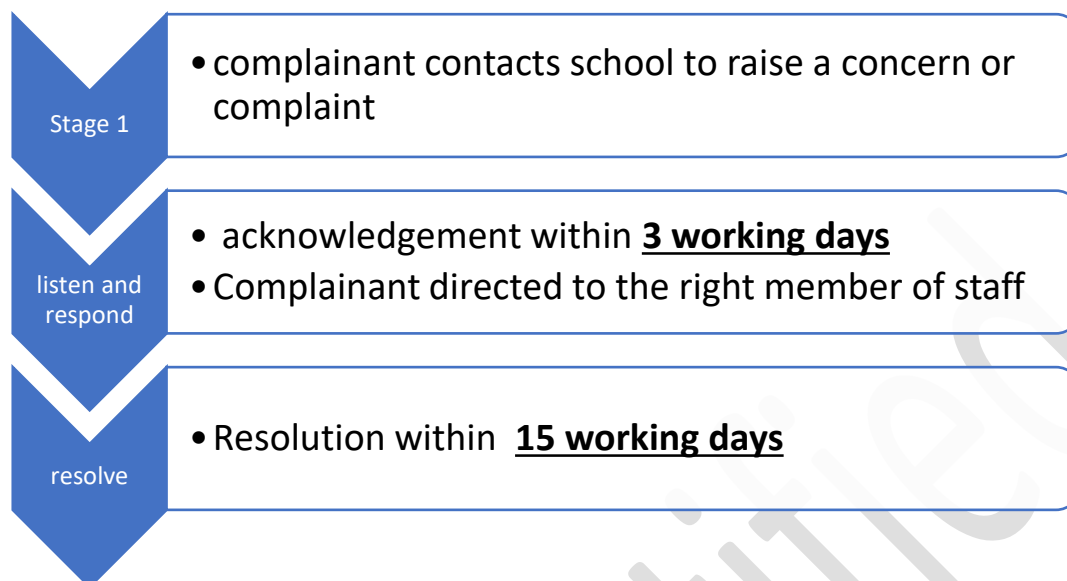 Stage 1
• complainant contacts school to raise a concern or
complaint
listen and
respond
• acknowledgement within 3 working days
• Complainant directed to the right member of staff
resolve
• Resolution within 15 working days